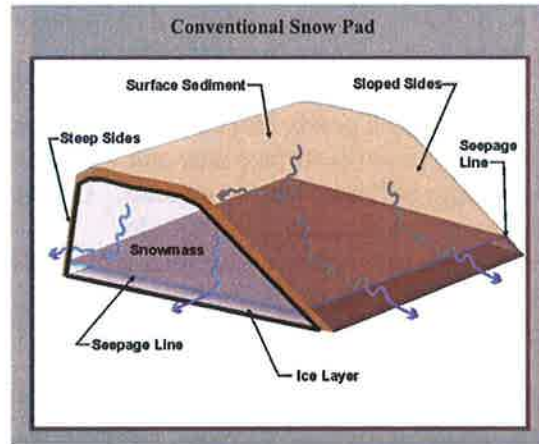 Conventional Snow Pad
Surface Sediment
Sloped Sides
Steep Sides
Seepage
Line
Snowmass
Seepage Line
Ice Layer